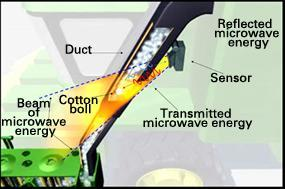 Reflected
microwave
energy
Duct
Sensor
Beam
of
microwave
energy
Cotton
boll
Transmitted
microwave energy